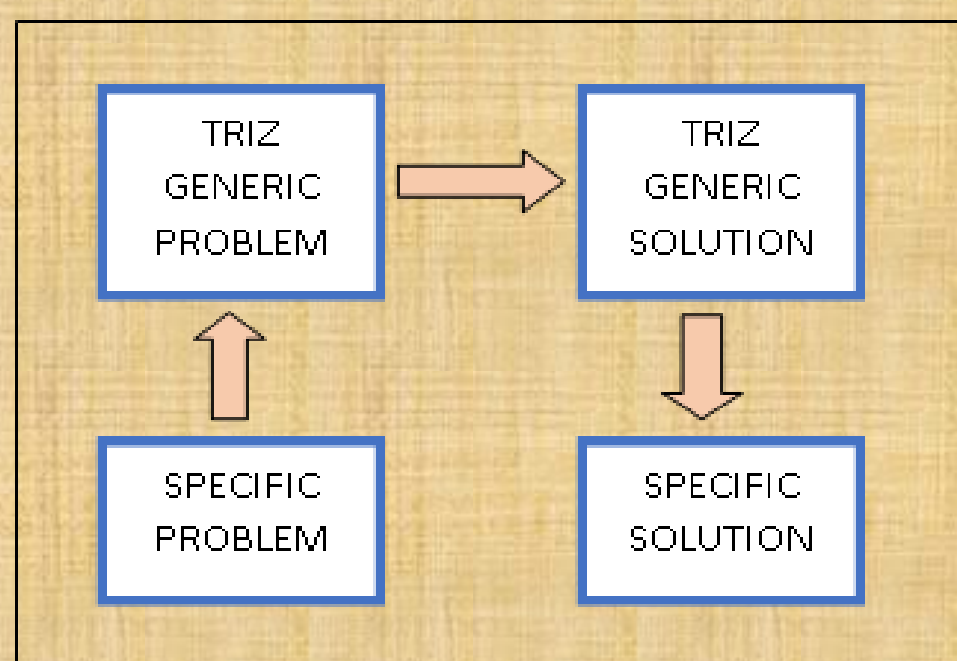 TRIZ
GENERIC
PROBLEM
TRIZ
GENERIC
SOLUTION
SPECIFIC
PROBLEM
SPECIFIC
SOLUTION